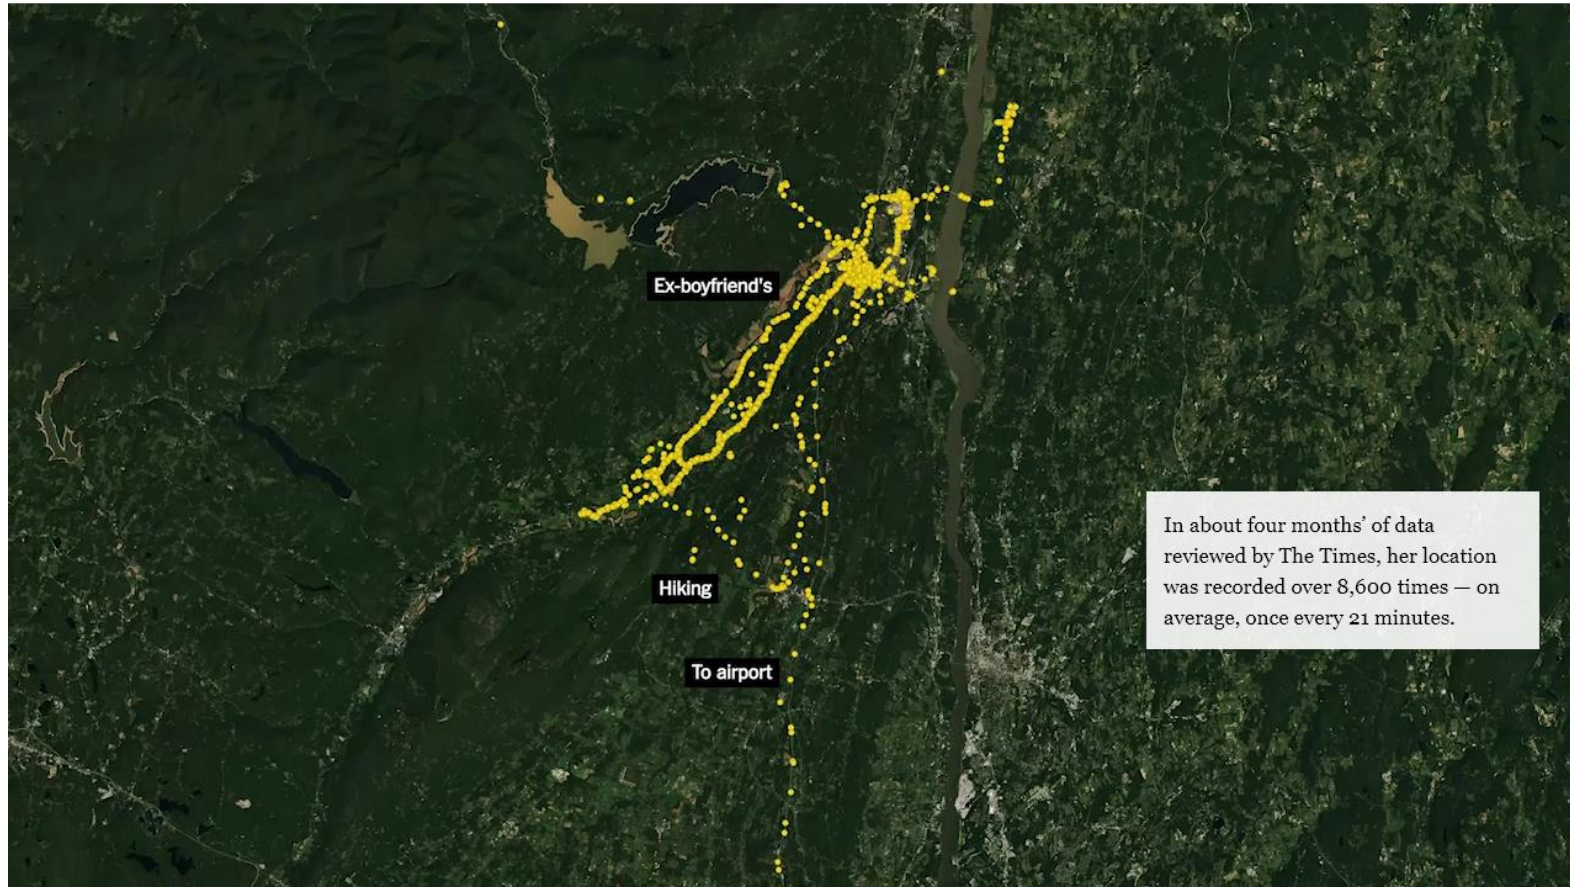 Ex-boyfriend's
In about four months’ of data
reviewed by The Times, her location
was recorded over 8,600 times — on
average, once every 21 minutes.
Hiking
To airport